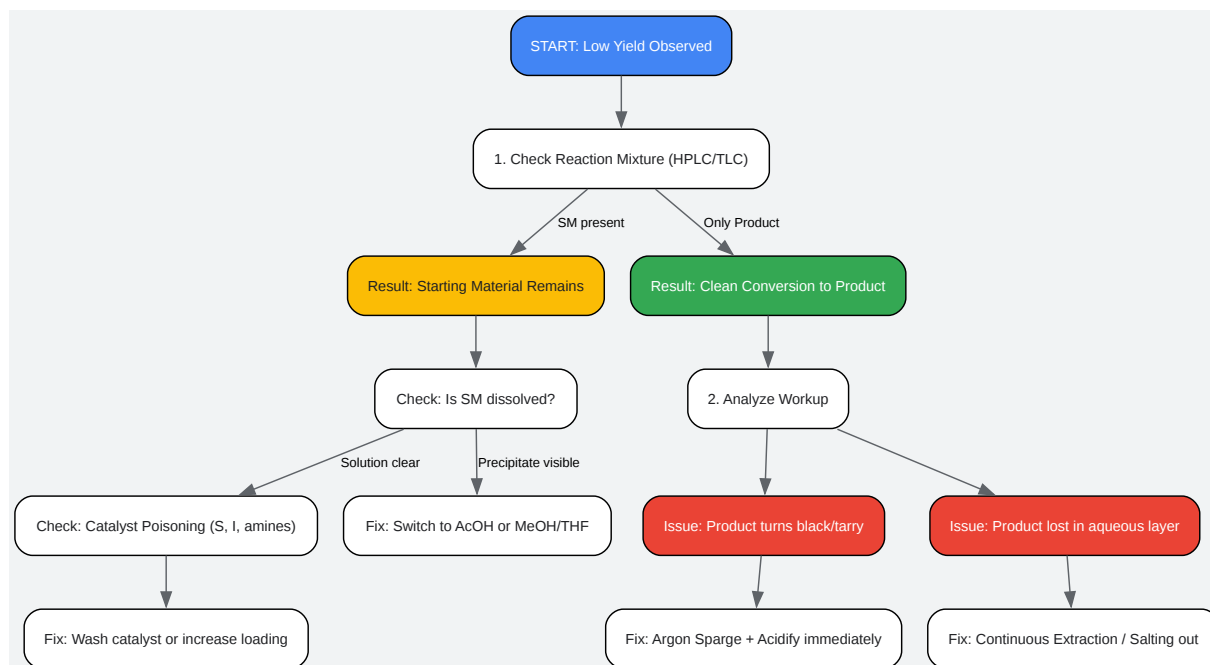 START: Low Yield Observed
1. Check Reaction Mixture (HPLC/TLC)
SM present
Only Product
Result: Starting Material Remains
Result: Clean Conversion to Product
Check: Is SM dissolved?
2. Analyze Workup
Solution clear
Precipitate visible
Check: Catalyst Poisoning (S, I, amines)
Fix: Switch to AcOH or MeOH/THF
Issue: Product turns black/tarry
Issue: Product lost in aqueous layer
Fix: Wash catalyst or increase loading
Fix: Argon Sparge + Acidify immediately
Fix: Continuous Extraction / Salting out